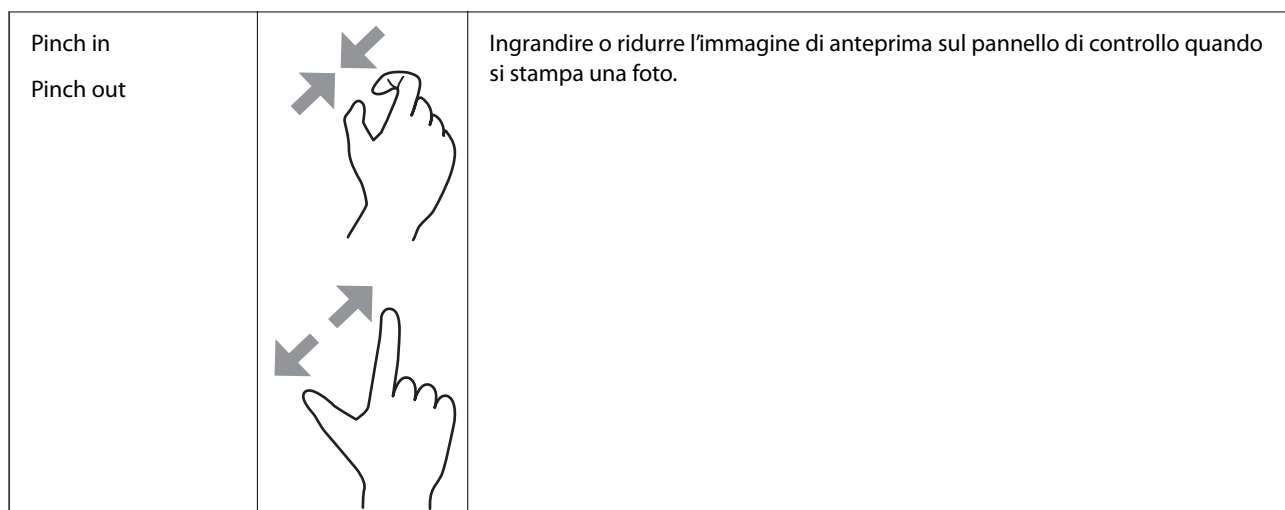 Pinch in
Pinch out
Ingrandire o ridurre l'immagine di anteprima sul pannello di controllo quando
si stampa una foto.